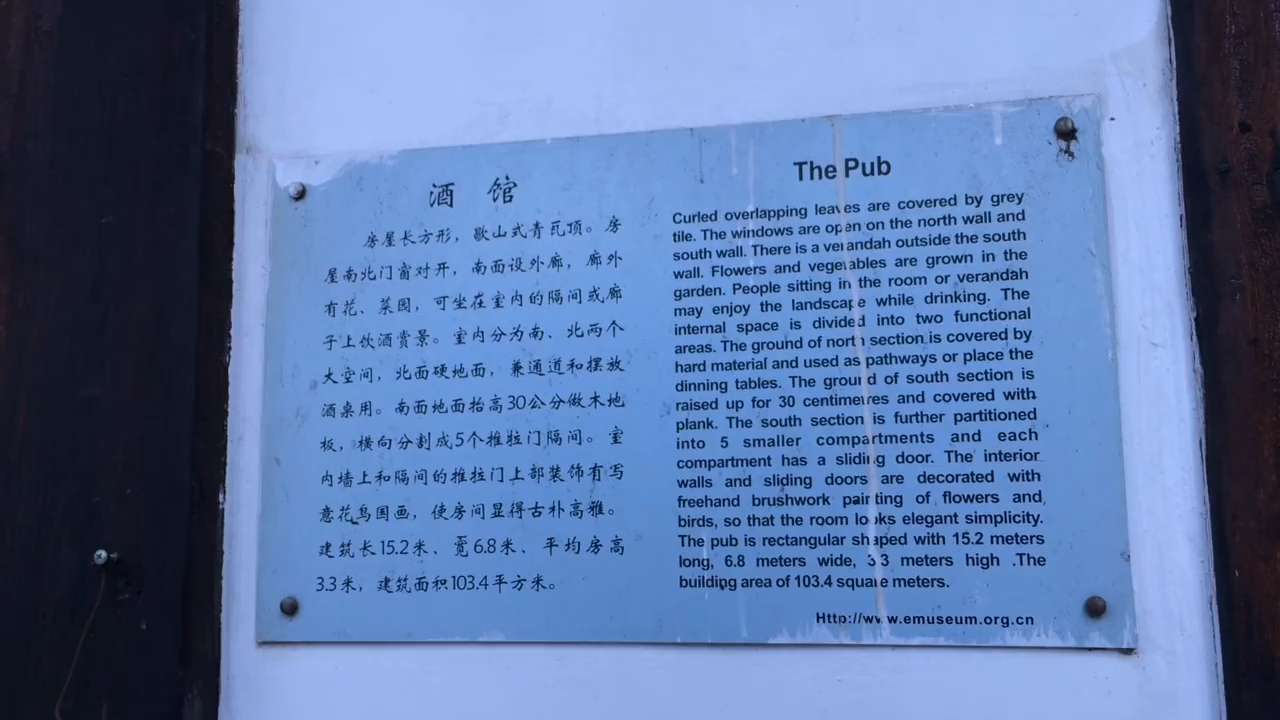 酒 馆
房屋长方形，歇山式青瓦顶。房
屋南北门窗对开，南面设外廊，廊外
有花、菜园，可坐在室内的隔间或廊
子上饮酒赏景。室内分为南、北两个
大空间，北面硬地面，兼通道和摆放
酒桌用。南面地面抬高30公分做木地
板，横向分割成5个推拉门隔间。室
内墙上和隔间的推拉门上部装饰有写
意花鸟国画，使房间显得古朴高雅。
建筑长15.2米、宽6.8米、平均房高
3.3米，建筑面积103.4平方米。
The Pub
Curled overlapping leaves are covered by grey
tile. The windows are open on the north wall and
south wall. There is a verandah outside the south
wall. Flowers and vegetables are grown in the
garden. People sitting in the room or verandah
may enjoy the landscape while drinking. The
internal space is divided into two functional
areas. The ground of north section is covered by
hard material and used as pathways or place the
dinning tables. The ground of south section is
raised up for 30 centimetres and covered with
plank. The south section is further partitioned
into 5 smaller compartments and each
compartment has a sliding door. The interior
walls and sliding doors are decorated with
freehand brushwork painting of flowers and
birds, so that the room looks elegant simplicity.
The pub is rectangular shaped with 15.2 meters
long, 6.8 meters wide, 3.3 meters high .The
building area of 103.4 square meters.
Http://www.emuseum.org.cn